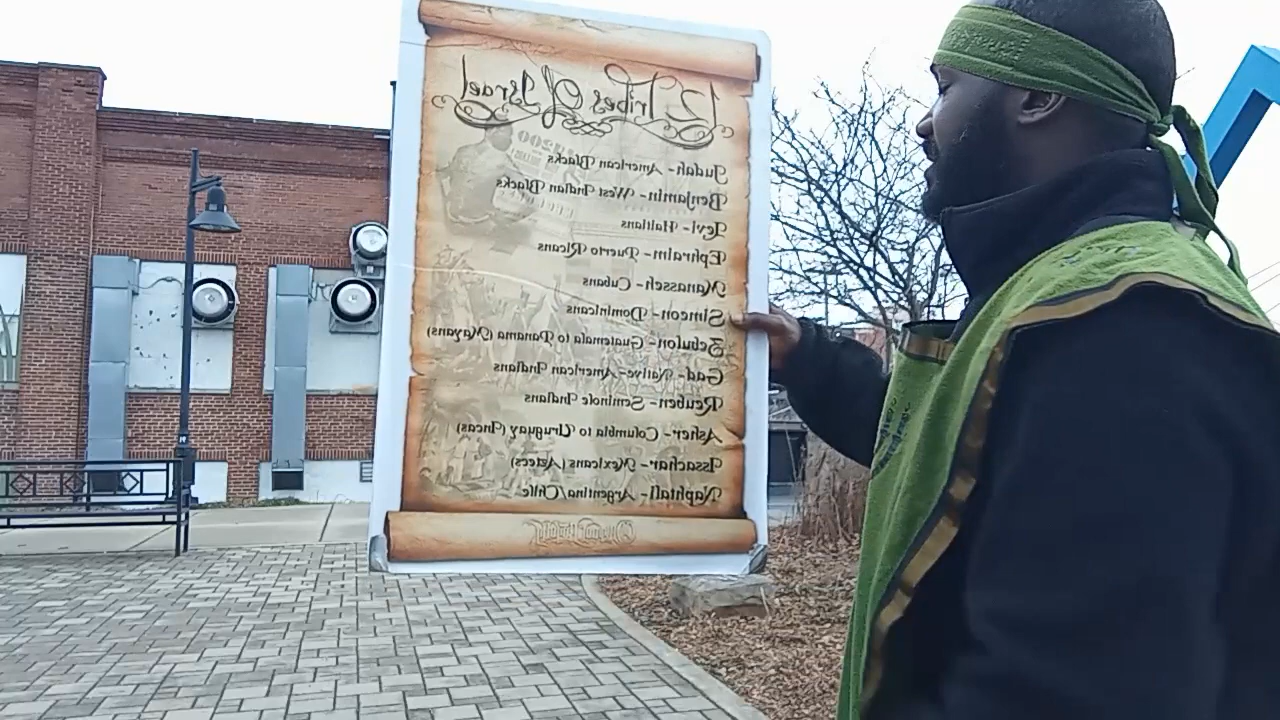 12 Tribes Of Israel
$1200
Judah- American Blacks
Benjamin- West Indian Blacks
Levi- Haitians
Ephraim- Puerto Ricans
Manasseh- Cubans
Simeon- Dominicans
Zebulon- Guatemala to Panama (Mayans)
Gad- Native-American Indians
Reuben- Seminole Indians
Asher- Columbia to Uruguay (Incas)
Issachar- Mexicans (Aztecs)
Naphtali- Argentina/Chile